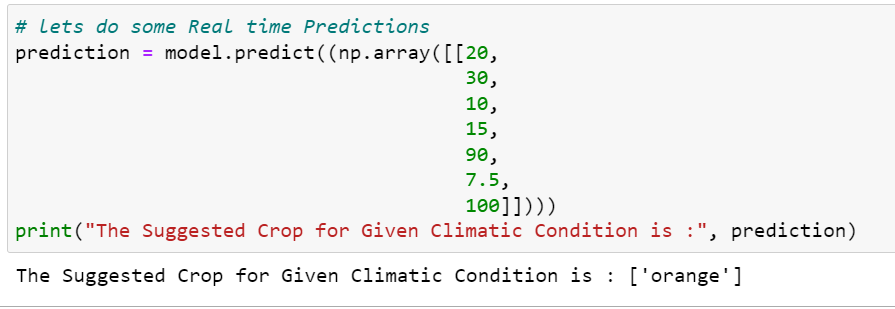 # lets do some Real time Predictions
prediction = model.predict((np.array([[20,
30,
10,
15,
90,
7.5,
100]])))
print("The Suggested Crop for Given Climatic Condition is :", prediction)
The Suggested Crop for Given Climatic Condition is : ['orange']